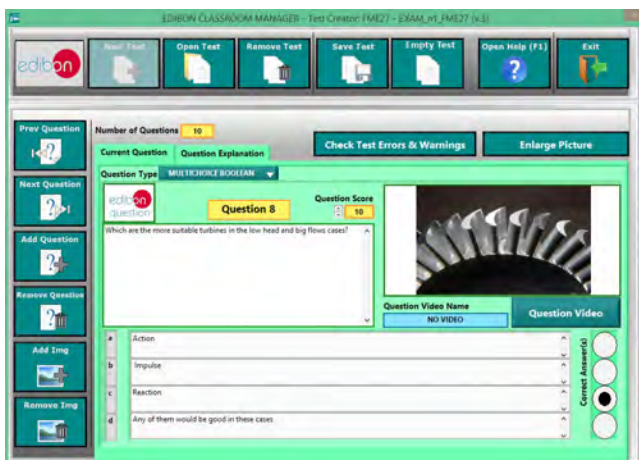 EDIBON CLASSROOM MANAGER - Test Creator: FME27 - EXAM_n1_FME27 (v.1)
edibon
Next Test
Open Test
Remove Test
Save Test
Empty Test
Open Help (F1)
Exit
Prev Question
Next Question
Add Question
Remove Question
Add Img
Remove Img
Number of Questions 10
Check Test Errors & Warnings
Enlarge Picture
Current Question
Question Explanation
Question Type MULTICHOICE BOOLEAN
edibon
question
Question 8
Question Score
10
Which are the more suitable turbines in the low head and big flows cases?
Question Video Name
NO VIDEO
Question Video
a Action
b Impulse
c Reaction
d Any of them would be good in these cases
Correct Answer(s)